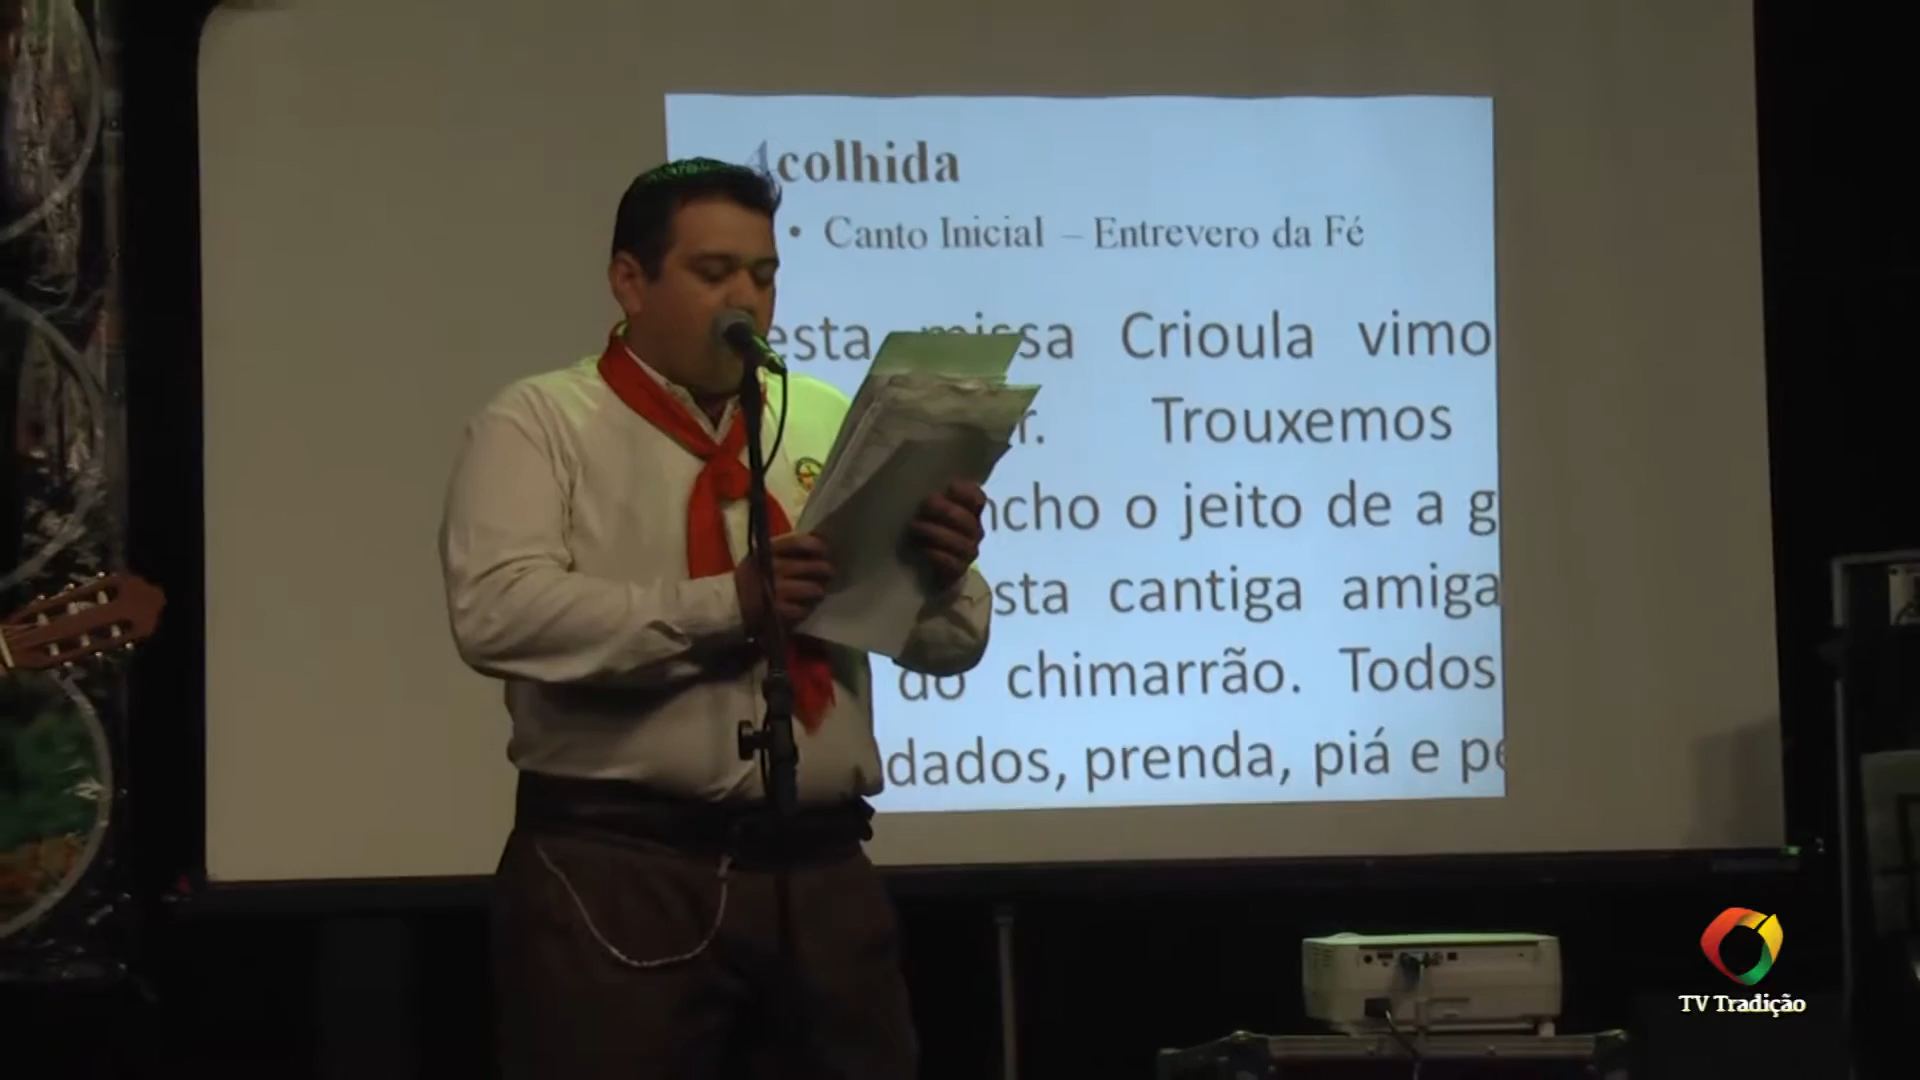 Acolhida
• Canto Inicial – Entrevero da Fé
esta missa Crioula vimo
r. Trouxemos
ncho o jeito de a g
sta cantiga amiga
do chimarrão. Todos
dados, prenda, piá e pe
TV Tradição